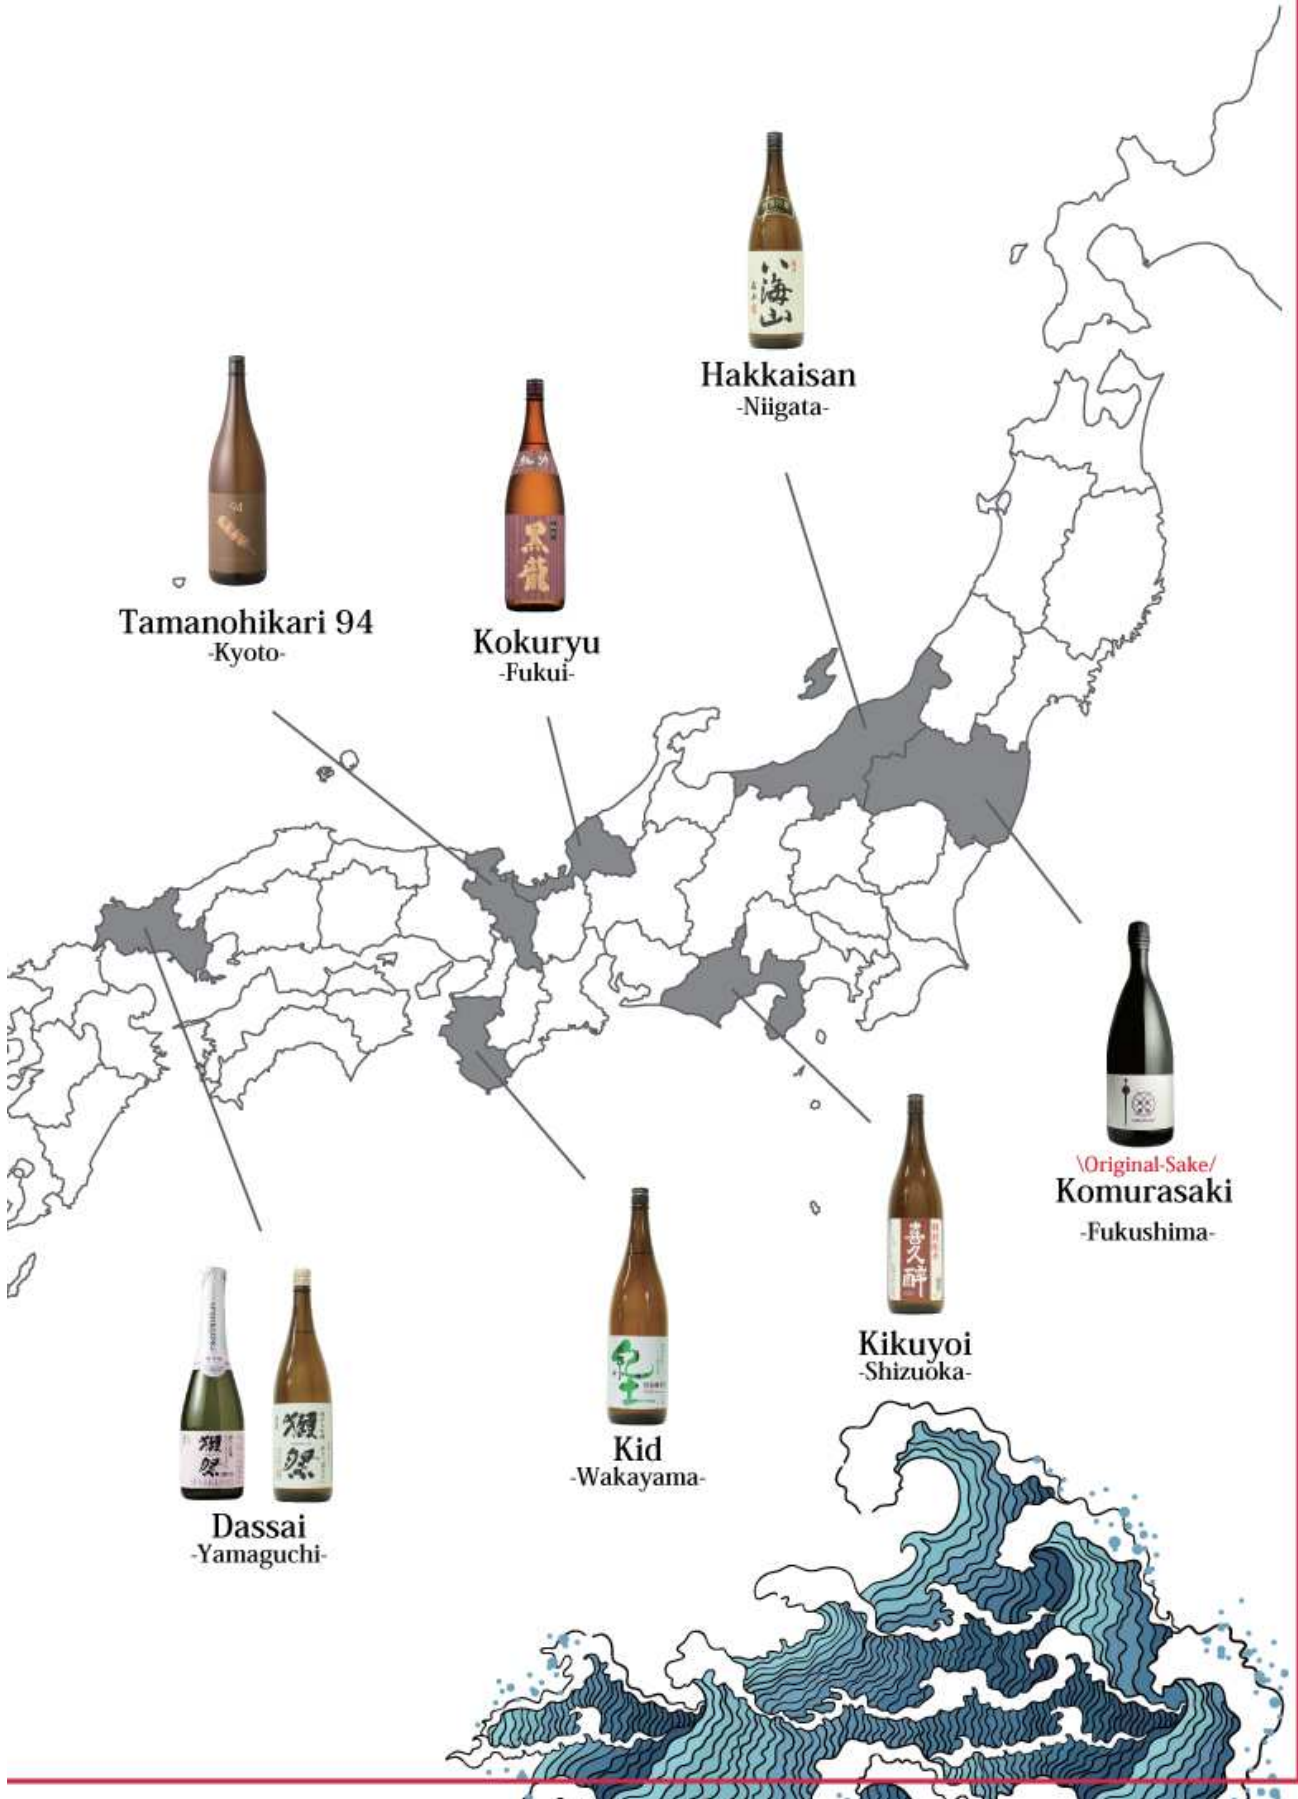 八海山
Hakkaisan
-Niigata-
94
Tamanohikari 94
-Kyoto-
黒龍
Kokuryu
-Fukui-
\Original-Sake/
Komurasaki
-Fukushima-
喜久酔
Kikuyoi
-Shizuoka-
紀土
Kid
-Wakayama-
獺祭
獺祭
Dassai
-Yamaguchi-